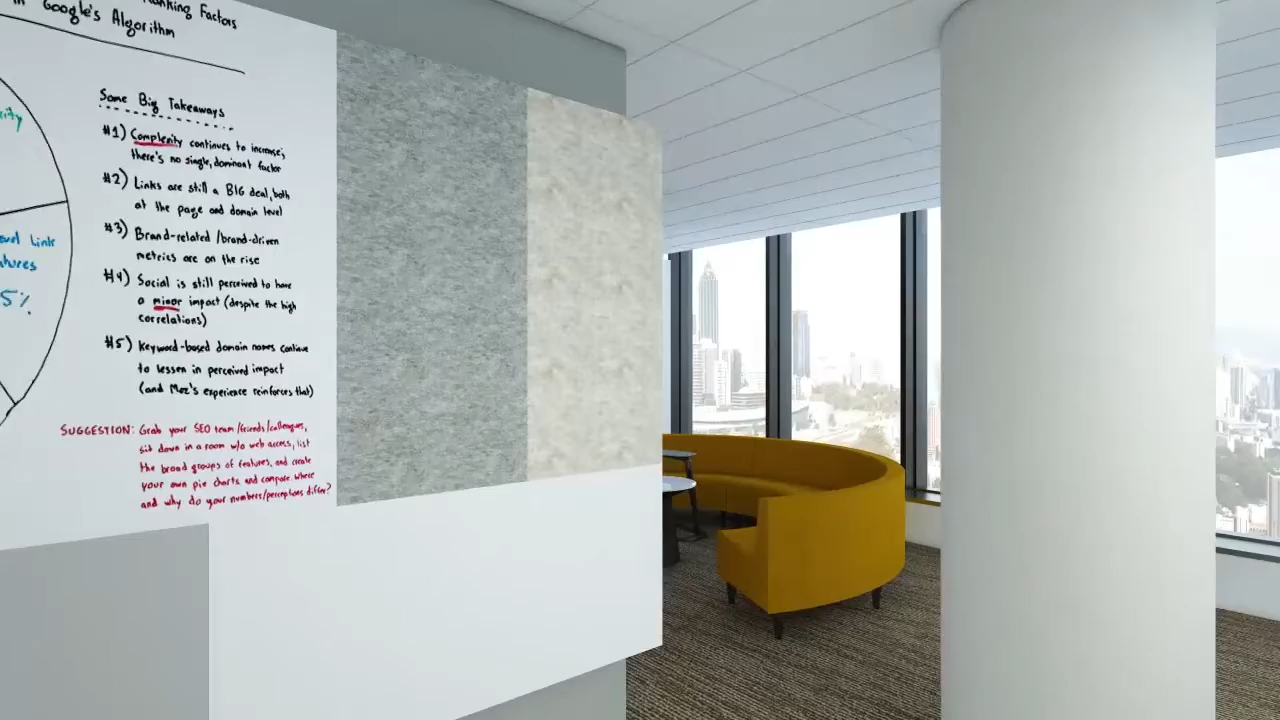 Ranking Factors
in Google's Algorithm
Some Big Takeaways
#1) Complexity continues to increase;
there's no single, dominant factor
#2) Links are still a BIG deal, both
at the page and domain level
#3) Brand-related /brand-driven
metrics are on the rise
#4) Social is still perceived to have
a minor impact (despite the high
correlations)
#5) Keyword-based domain names continue
to lessen in perceived impact
(and Moz's experience reinforces that)
SUGGESTION: Grab your SEO team/friends/colleagues,
sit down in a room w/o web access, list
the broad groups of features, and create
your own pie charts and compare. Where
and why do your numbers/perceptions differ?
Link
5%